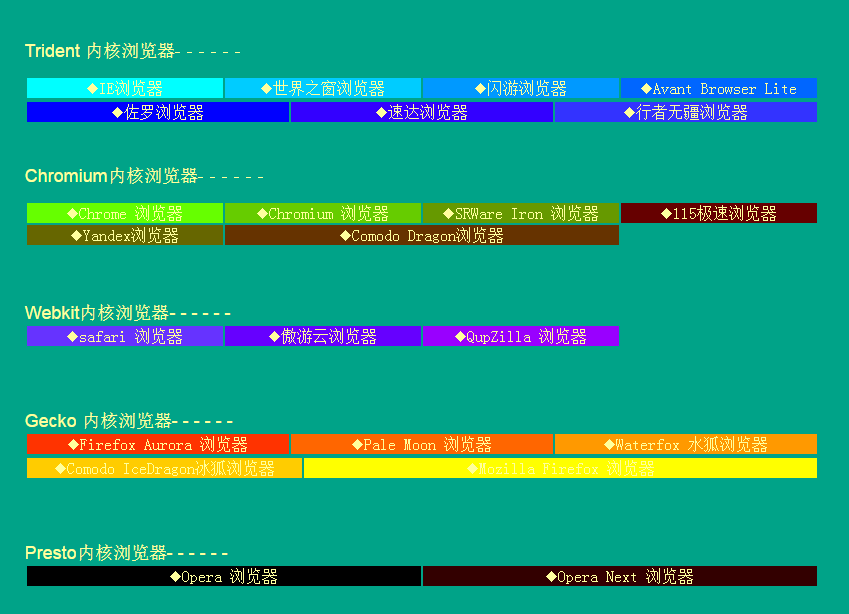 Trident 内核浏览器- - - - - -
◆IE浏览器 ◆世界之窗浏览器 ◆闪游浏览器 ◆Avant Browser Lite
◆佐罗浏览器 ◆速达浏览器 ◆行者无疆浏览器
Chromium内核浏览器- - - - - -
◆Chrome 浏览器 ◆Chromium 浏览器 ◆SRWare Iron 浏览器 ◆115极速浏览器
◆Yandex浏览器 ◆Comodo Dragon浏览器
Webkit内核浏览器- - - - - -
◆safari 浏览器 ◆傲游云浏览器 ◆QupZilla 浏览器
Gecko 内核浏览器- - - - - -
◆Firefox Aurora 浏览器 ◆Pale Moon 浏览器 ◆Waterfox 水狐浏览器
◆Comodo IceDragon冰狐浏览器 ◆Mozilla Firefox 浏览器
Presto内核浏览器- - - - - -
◆Opera 浏览器 ◆Opera Next 浏览器